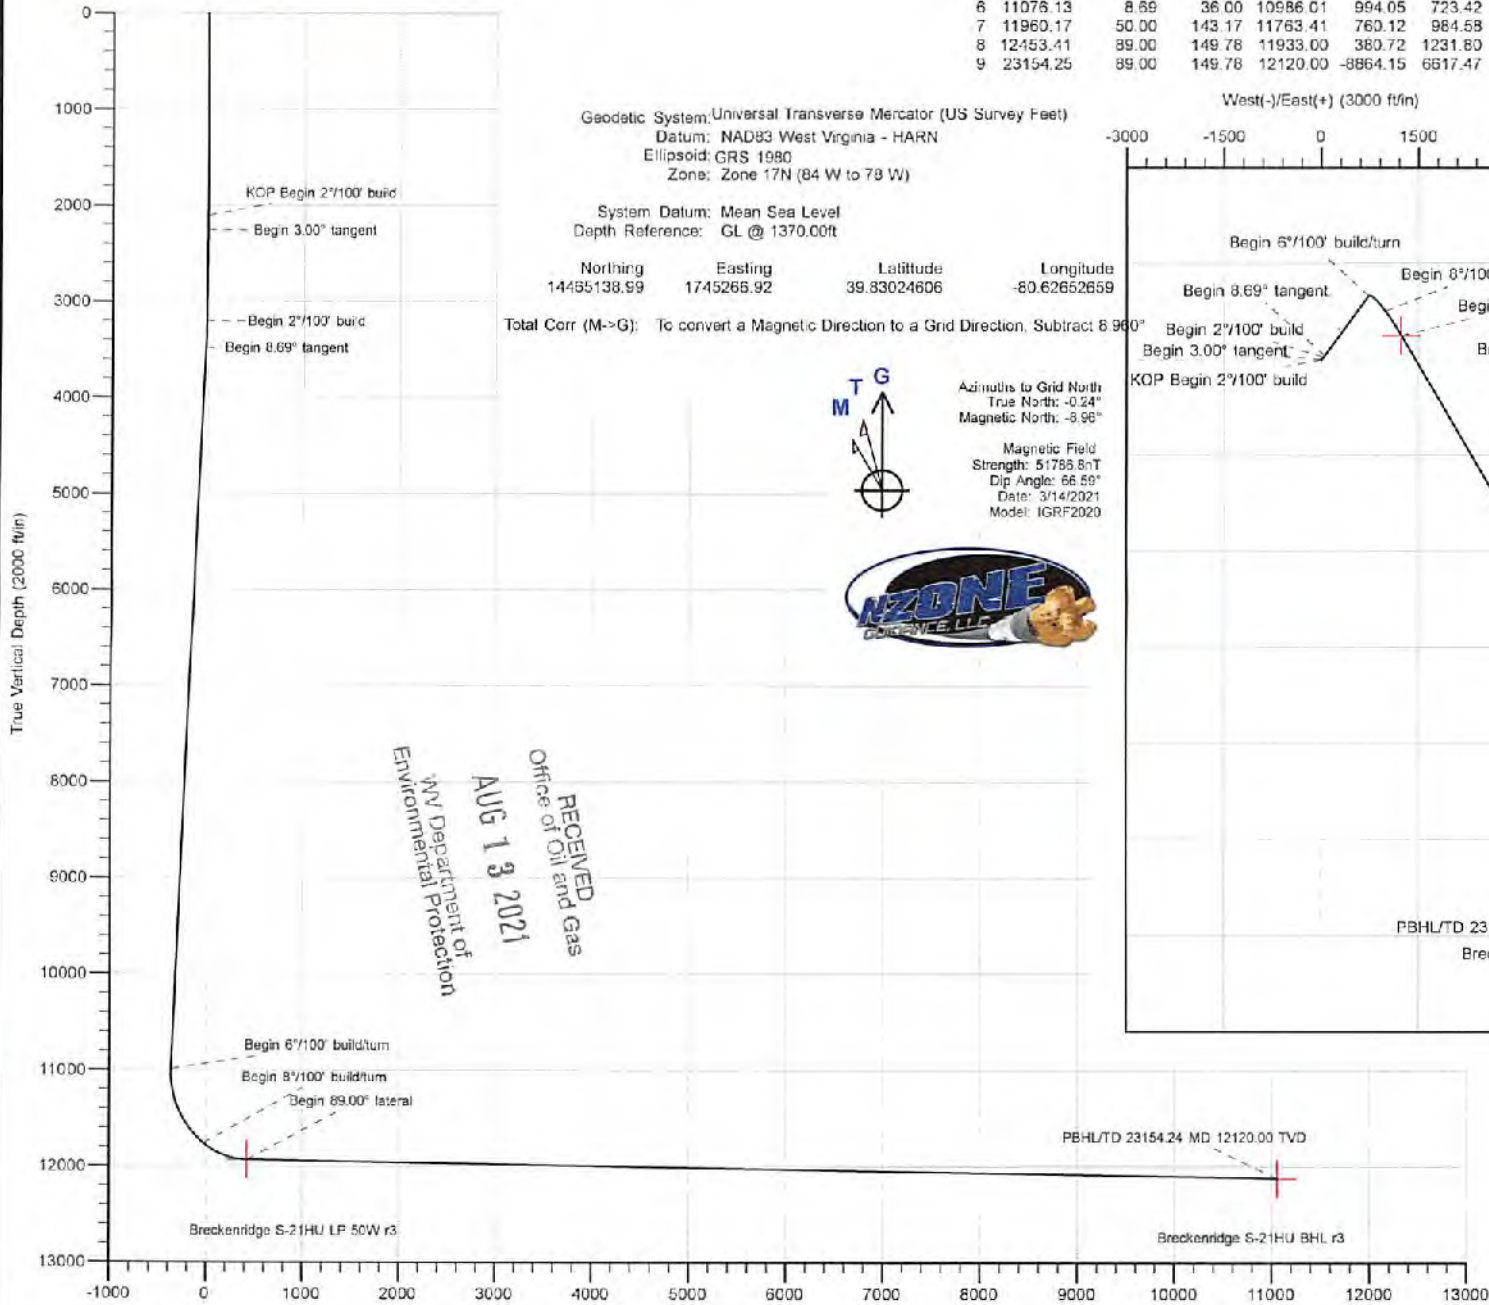 6 11076.13 8.69 36.00 10986.01 994.05 723.42
7 11960.17 50.00 143.17 11763.41 760.12 984.58
8 12453.41 89.00 149.78 11933.00 380.72 1231.80
9 23154.25 89.00 149.78 12120.00 -8864.15 6617.47
Geodetic System: Universal Transverse Mercator (US Survey Feet)
Datum: NAD83 West Virginia - HARN
Ellipsoid: GRS 1980
Zone: Zone 17N (84 W to 78 W)
System Datum: Mean Sea Level
Depth Reference: GL @ 1370.00ft
Northing Easting Latittude Longitude
14465138.99 1745266.92 39.83024606 -80.62652659
Total Corr (M->G): To convert a Magnetic Direction to a Grid Direction, Subtract 8.960°
M T G
Azimuths to Grid North
True North: -0.24°
Magnetic North: -8.96°
Magnetic Field
Strength: 51786.8nT
Dip Angle: 66.59°
Date: 3/14/2021
Model: IGRF2020
NZONE
GUIDANCE, LLC
West(-)/East(+) (3000 ft/in)
-3000 -1500 0 1500
Begin 6°/100' build/turn
Begin 8°/100
Begin 8.69° tangent
Begi
Begin 2°/100' build
Begin 3.00° tangent
B
KOP Begin 2°/100' build
PBHL/TD 23
Bre
True Vertical Depth (2000 ft/in)
0
1000
2000
3000
4000
5000
6000
7000
8000
9000
10000
11000
12000
13000
KOP Begin 2°/100' build
Begin 3.00° tangent
Begin 2°/100' build
Begin 8.69° tangent
RECEIVED
Office of Oil and Gas
AUG 13 2021
WV Department of
Environmental Protection
Begin 6°/100' build/turn
Begin 8°/100' build/turn
Begin 89.00° lateral
PBHL/TD 23154.24 MD 12120.00 TVD
Breckenridge S-21HU LP 50W r3
Breckenridge S-21HU BHL r3
-1000 0 1000 2000 3000 4000 5000 6000 7000 8000 9000 10000 11000 12000 13000